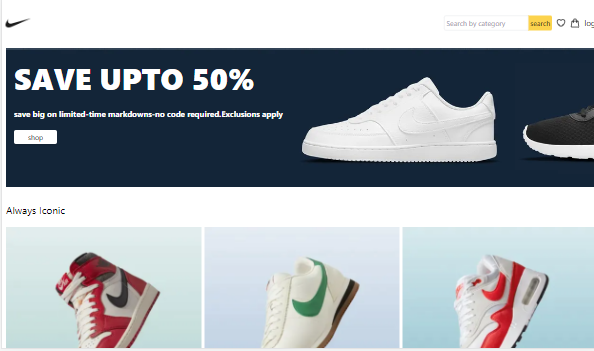 Search by category
search
log
SAVE UPTO 50%
save big on limited-time markdowns-no code required.Exclusions apply
shop
Always Iconic